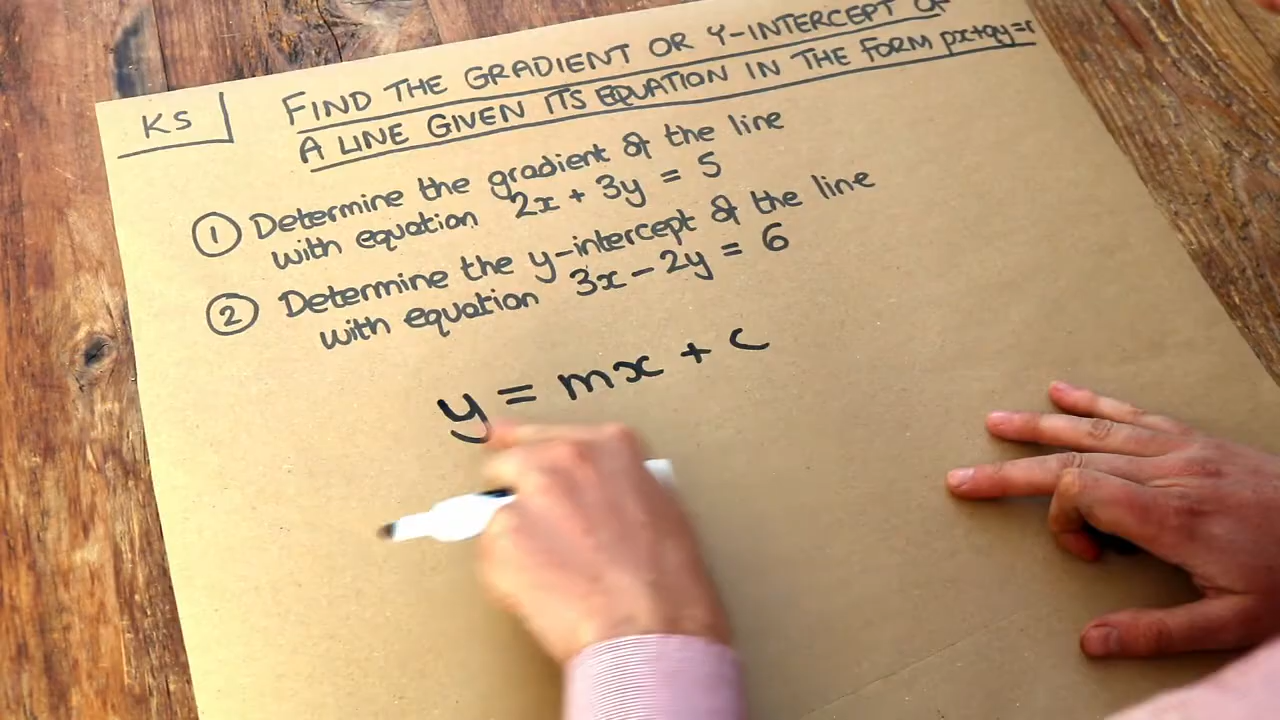 KS
FIND THE GRADIENT OR Y-INTERCEPT OF
A LINE GIVEN ITS EQUATION IN THE FORM px+qy=r
1 Determine the gradient of the line
with equation 2x + 3y = 5
2 Determine the y-intercept of the line
with equation 3x - 2y = 6
y = mx + c